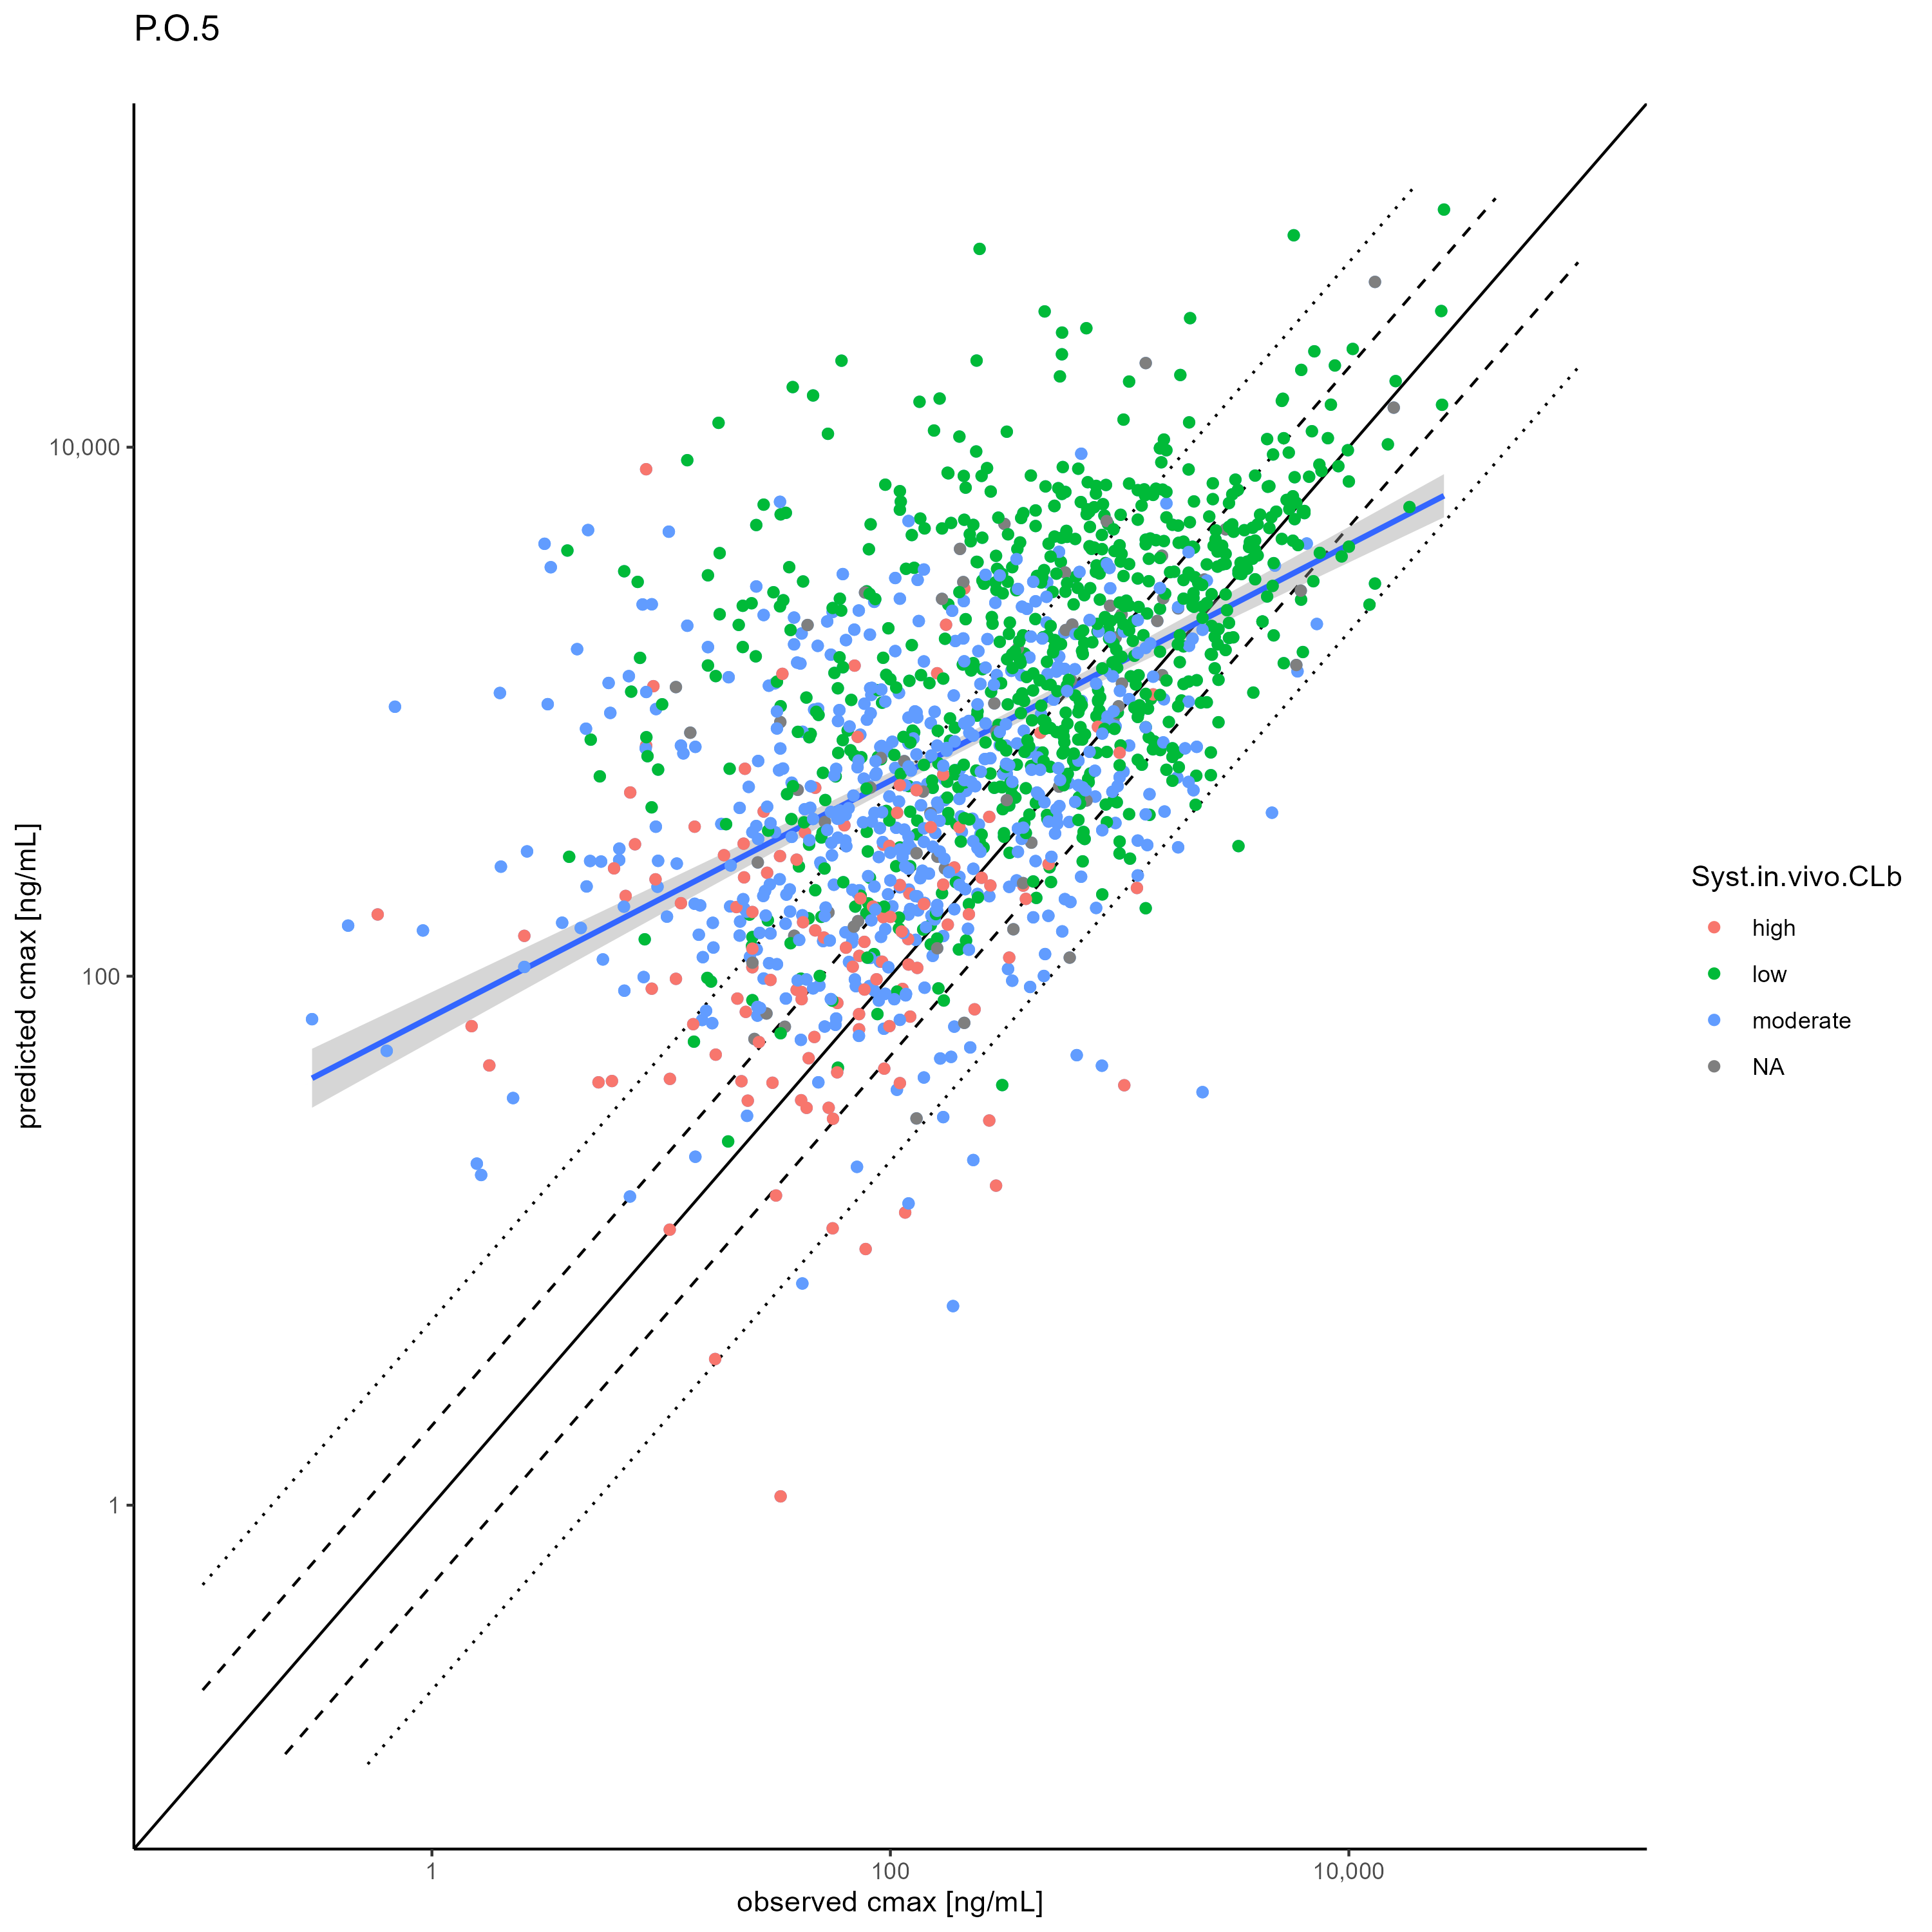 P.O.5
predicted cmax [ng/mL]
10,000
100
1
1
100
10,000
observed cmax [ng/mL]
Syst.in.vivo.CLb
high
low
moderate
NA